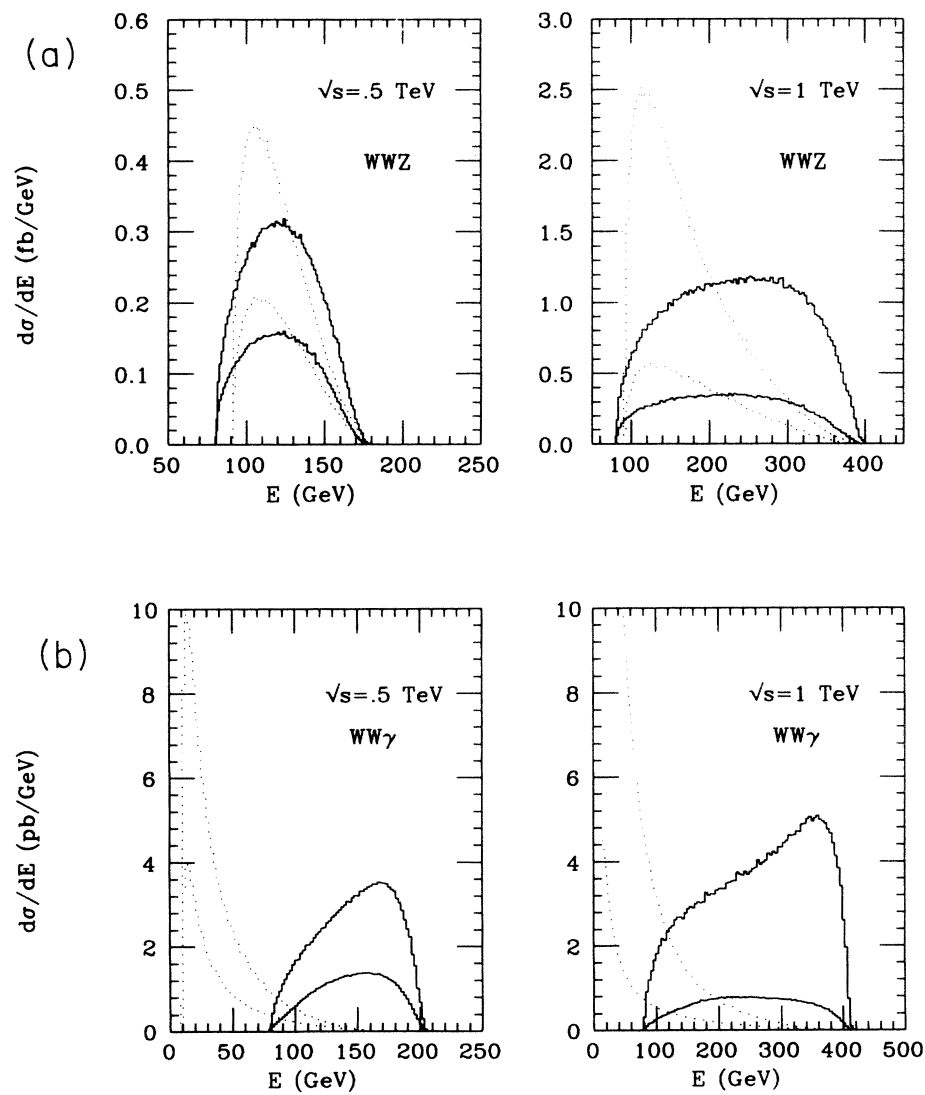 (a)
dσ/dE (fb/GeV)
0.6
0.5
0.4
0.3
0.2
0.1
0.0
√s=.5 TeV
WWZ
50 100 150 200 250
E (GeV)
3.0
2.5
2.0
1.5
1.0
0.5
0.0
√s=1 TeV
WWZ
100 200 300 400
E (GeV)
(b)
dσ/dE (pb/GeV)
10
8
6
4
2
0
√s=.5 TeV
WWγ
0 50 100 150 200 250
E (GeV)
10
8
6
4
2
0
√s=1 TeV
WWγ
0 100 200 300 400 500
E (GeV)